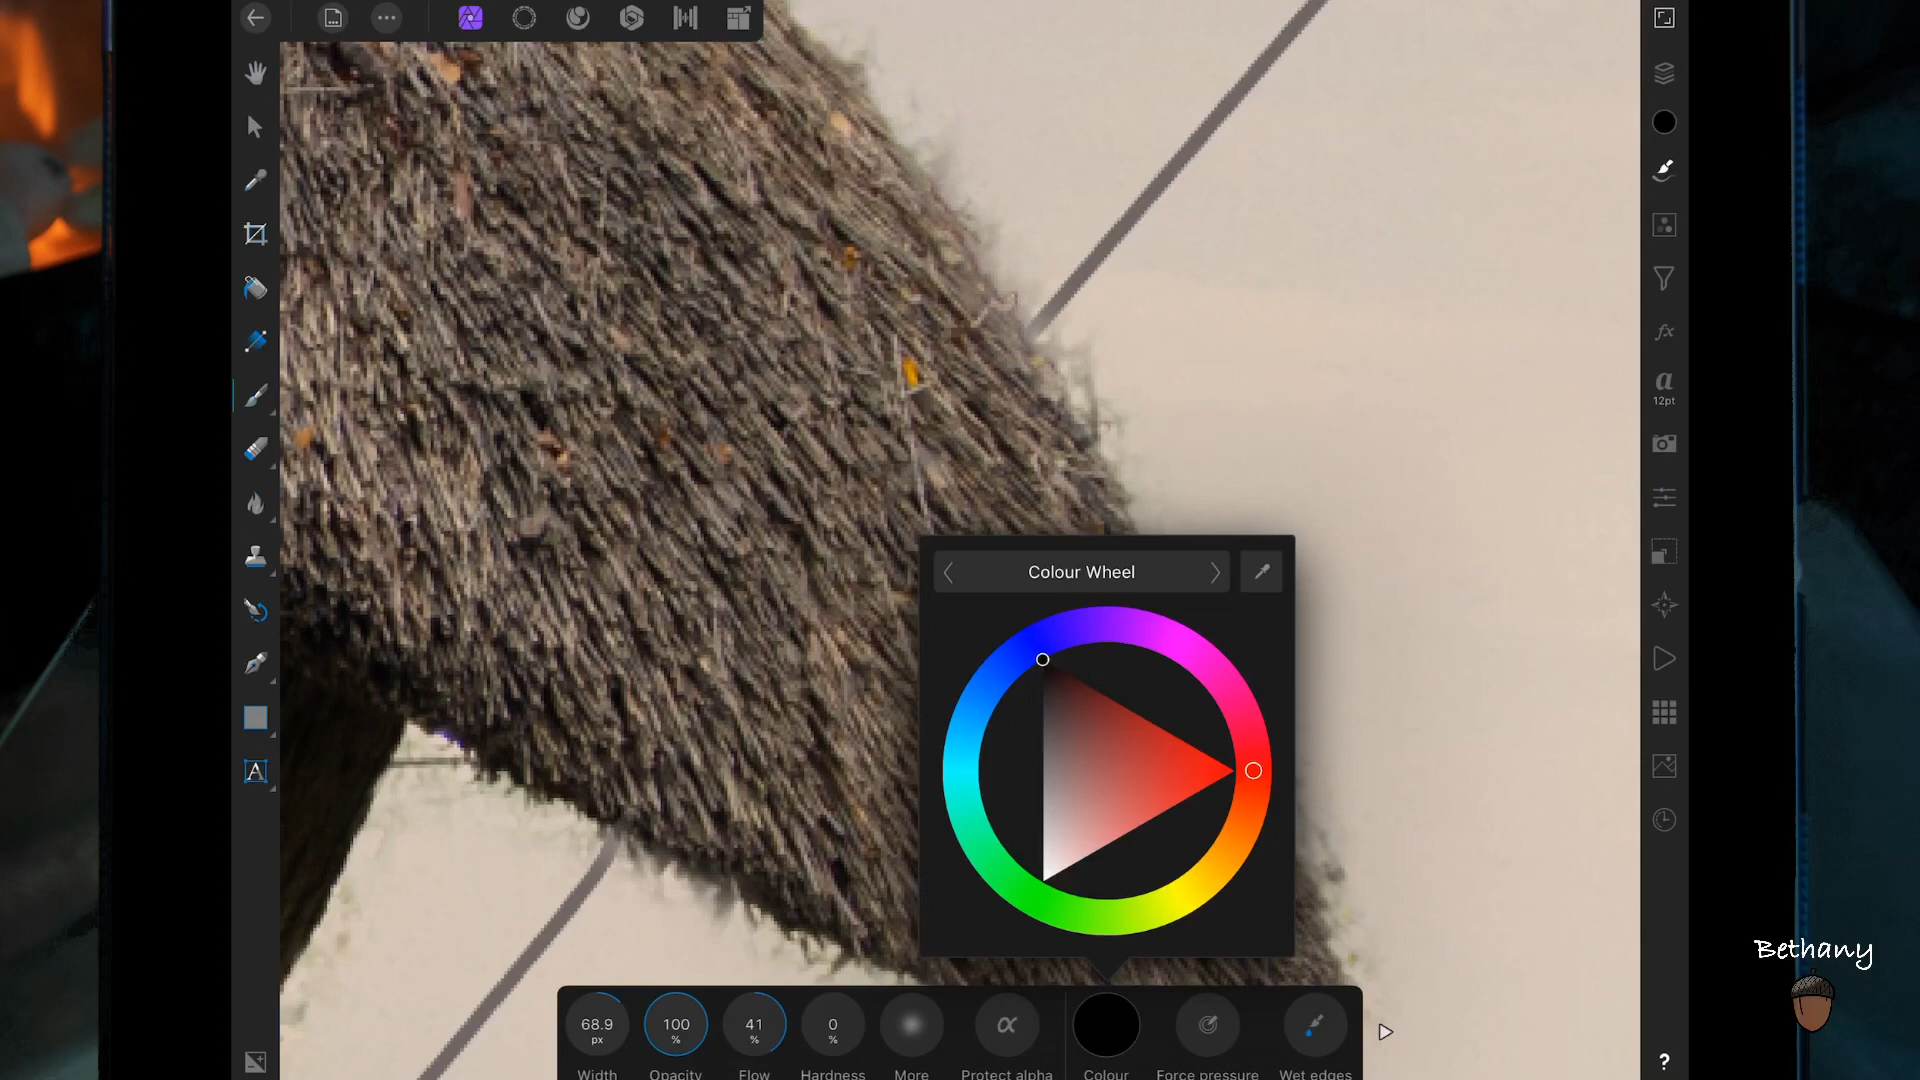 12pt
Colour Wheel
Bethany
68.9
px
100
%
41
%
0
%
α
Width
Opacity
Flow
Hardness
More
Protect alpha
Colour
Force pressure
Wet edges
?